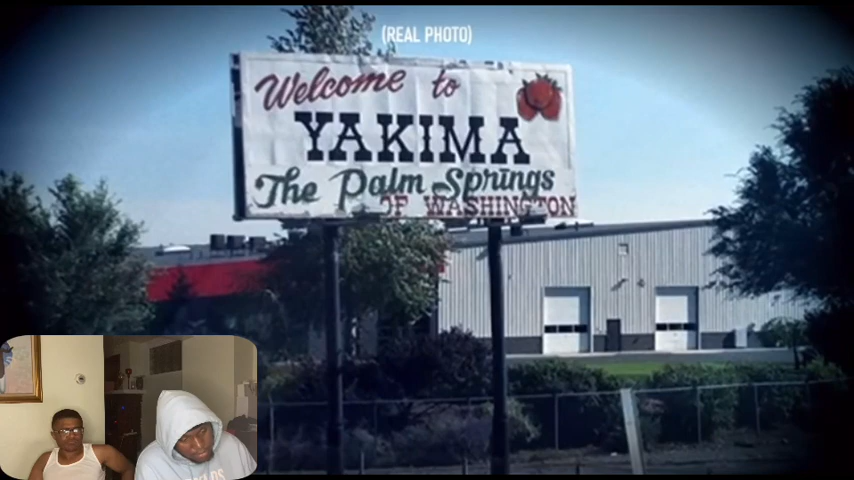 (REAL PHOTO)
Welcome to
YAKIMA
The Palm Springs
OF WASHINGTON